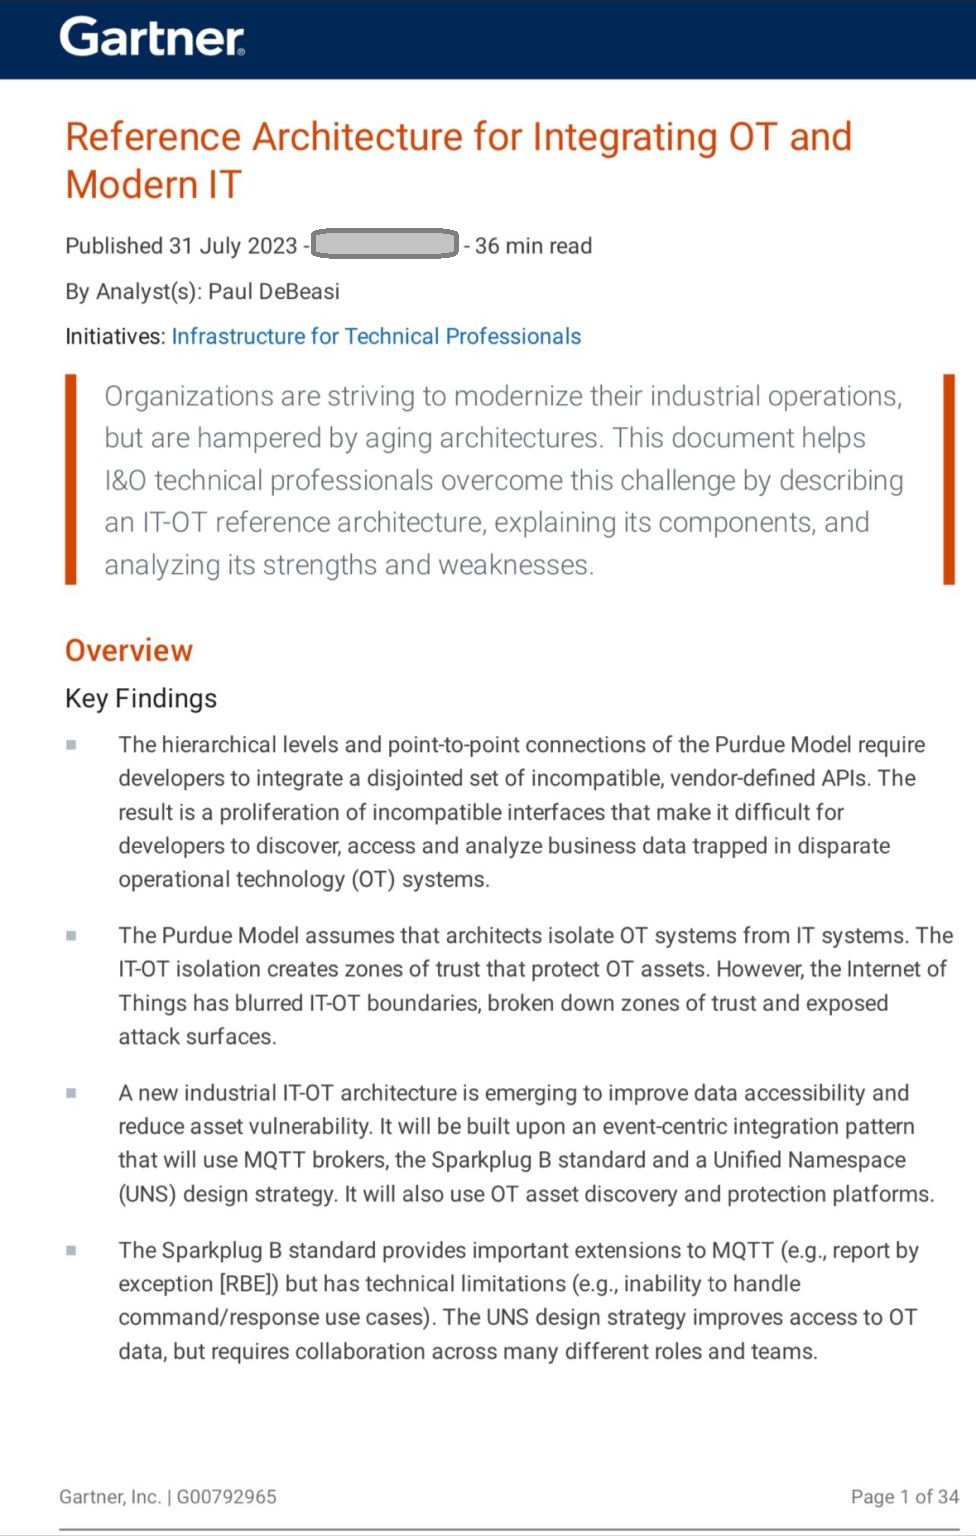 Gartner®
Reference Architecture for Integrating OT and
Modern IT
Published 31 July 2023 - - 36 min read
By Analyst(s): Paul DeBeasi
Initiatives: Infrastructure for Technical Professionals
Organizations are striving to modernize their industrial operations,
but are hampered by aging architectures. This document helps
I&O technical professionals overcome this challenge by describing
an IT-OT reference architecture, explaining its components, and
analyzing its strengths and weaknesses.
Overview
Key Findings
■ The hierarchical levels and point-to-point connections of the Purdue Model require
developers to integrate a disjointed set of incompatible, vendor-defined APIs. The
result is a proliferation of incompatible interfaces that make it difficult for
developers to discover, access and analyze business data trapped in disparate
operational technology (OT) systems.
■ The Purdue Model assumes that architects isolate OT systems from IT systems. The
IT-OT isolation creates zones of trust that protect OT assets. However, the Internet of
Things has blurred IT-OT boundaries, broken down zones of trust and exposed
attack surfaces.
■ A new industrial IT-OT architecture is emerging to improve data accessibility and
reduce asset vulnerability. It will be built upon an event-centric integration pattern
that will use MQTT brokers, the Sparkplug B standard and a Unified Namespace
(UNS) design strategy. It will also use OT asset discovery and protection platforms.
■ The Sparkplug B standard provides important extensions to MQTT (e.g., report by
exception [RBE]) but has technical limitations (e.g., inability to handle
command/response use cases). The UNS design strategy improves access to OT
data, but requires collaboration across many different roles and teams.
Gartner, Inc. | G00792965
Page 1 of 34